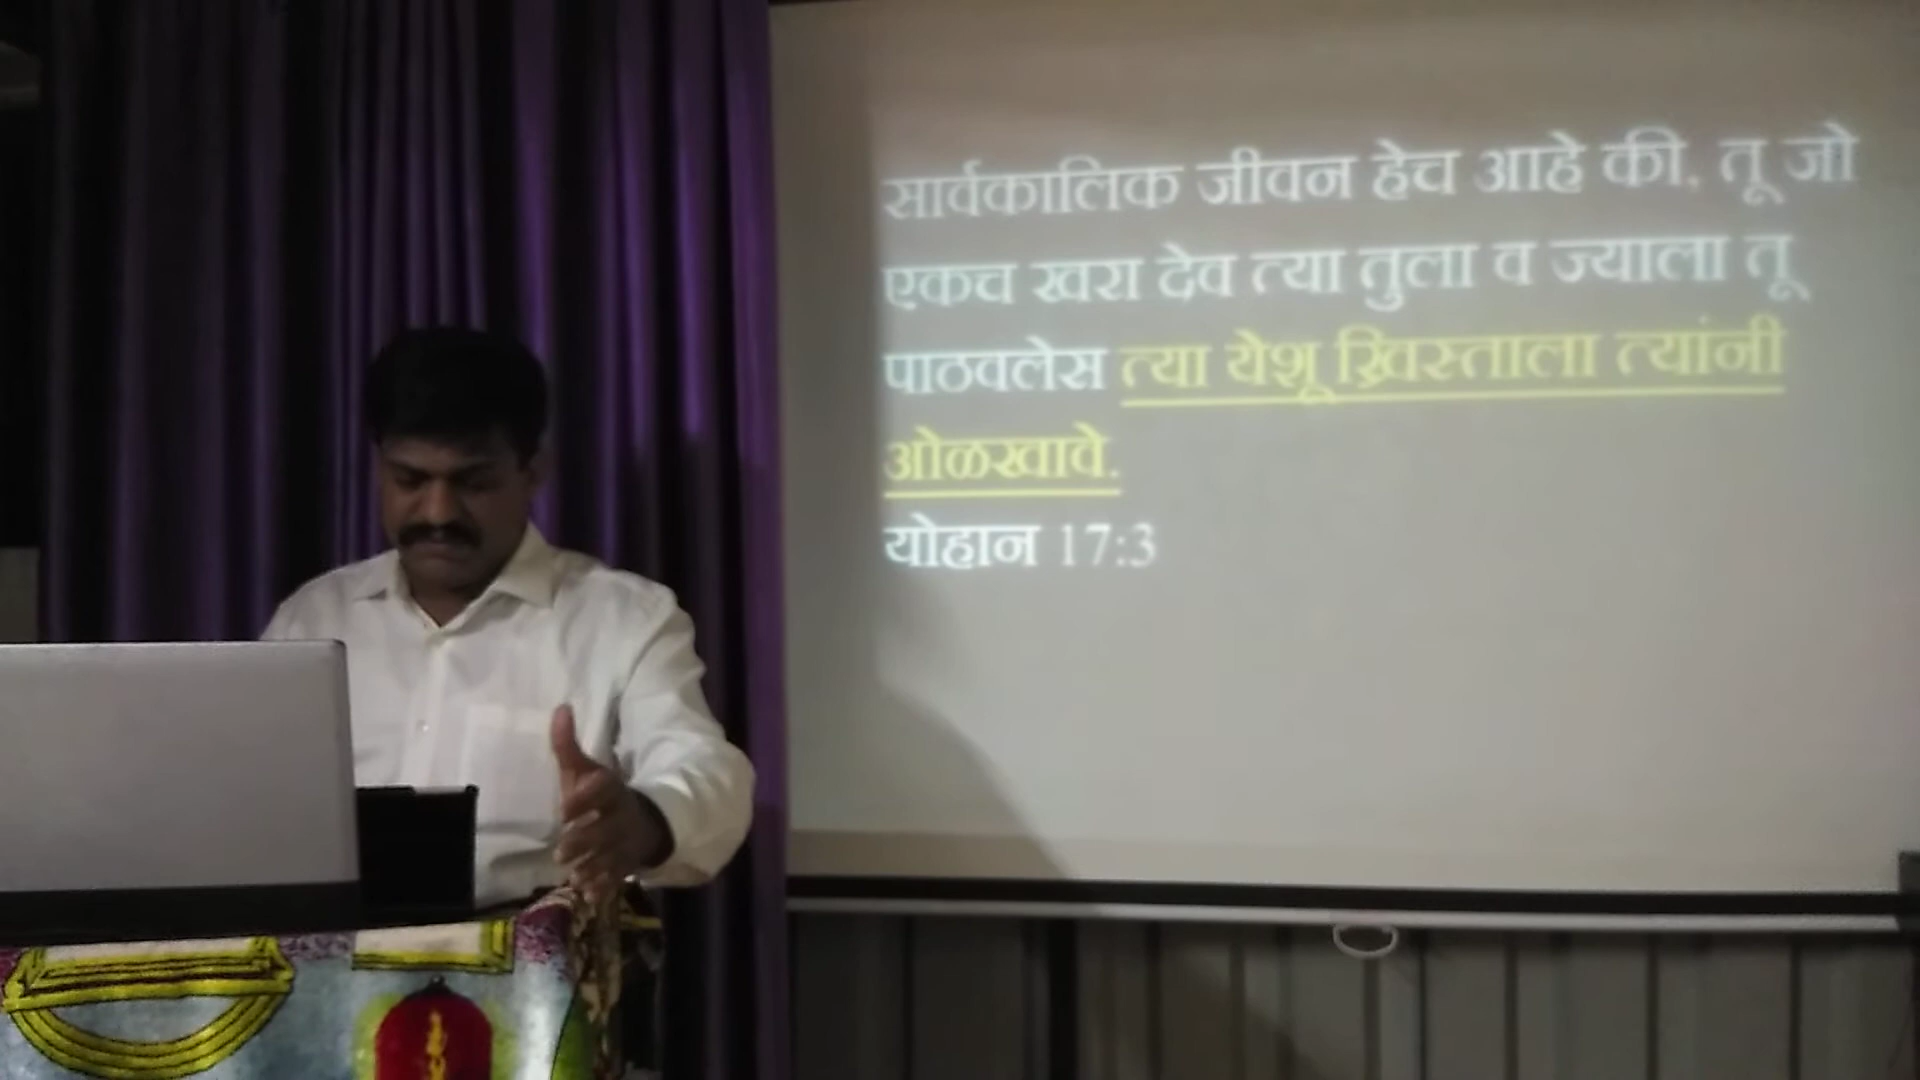 सार्वकालिक जीवन हेच आहे की, तू जो
एकच खरा देव त्या तुला व ज्याला तू
पाठवलेस त्या येशू ख्रिस्ताला त्यांनी
ओळखावे.
योहान 17:3